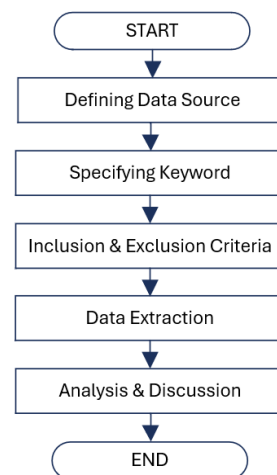 START
Defining Data Source
Specifying Keyword
Inclusion & Exclusion Criteria
Data Extraction
Analysis & Discussion
END